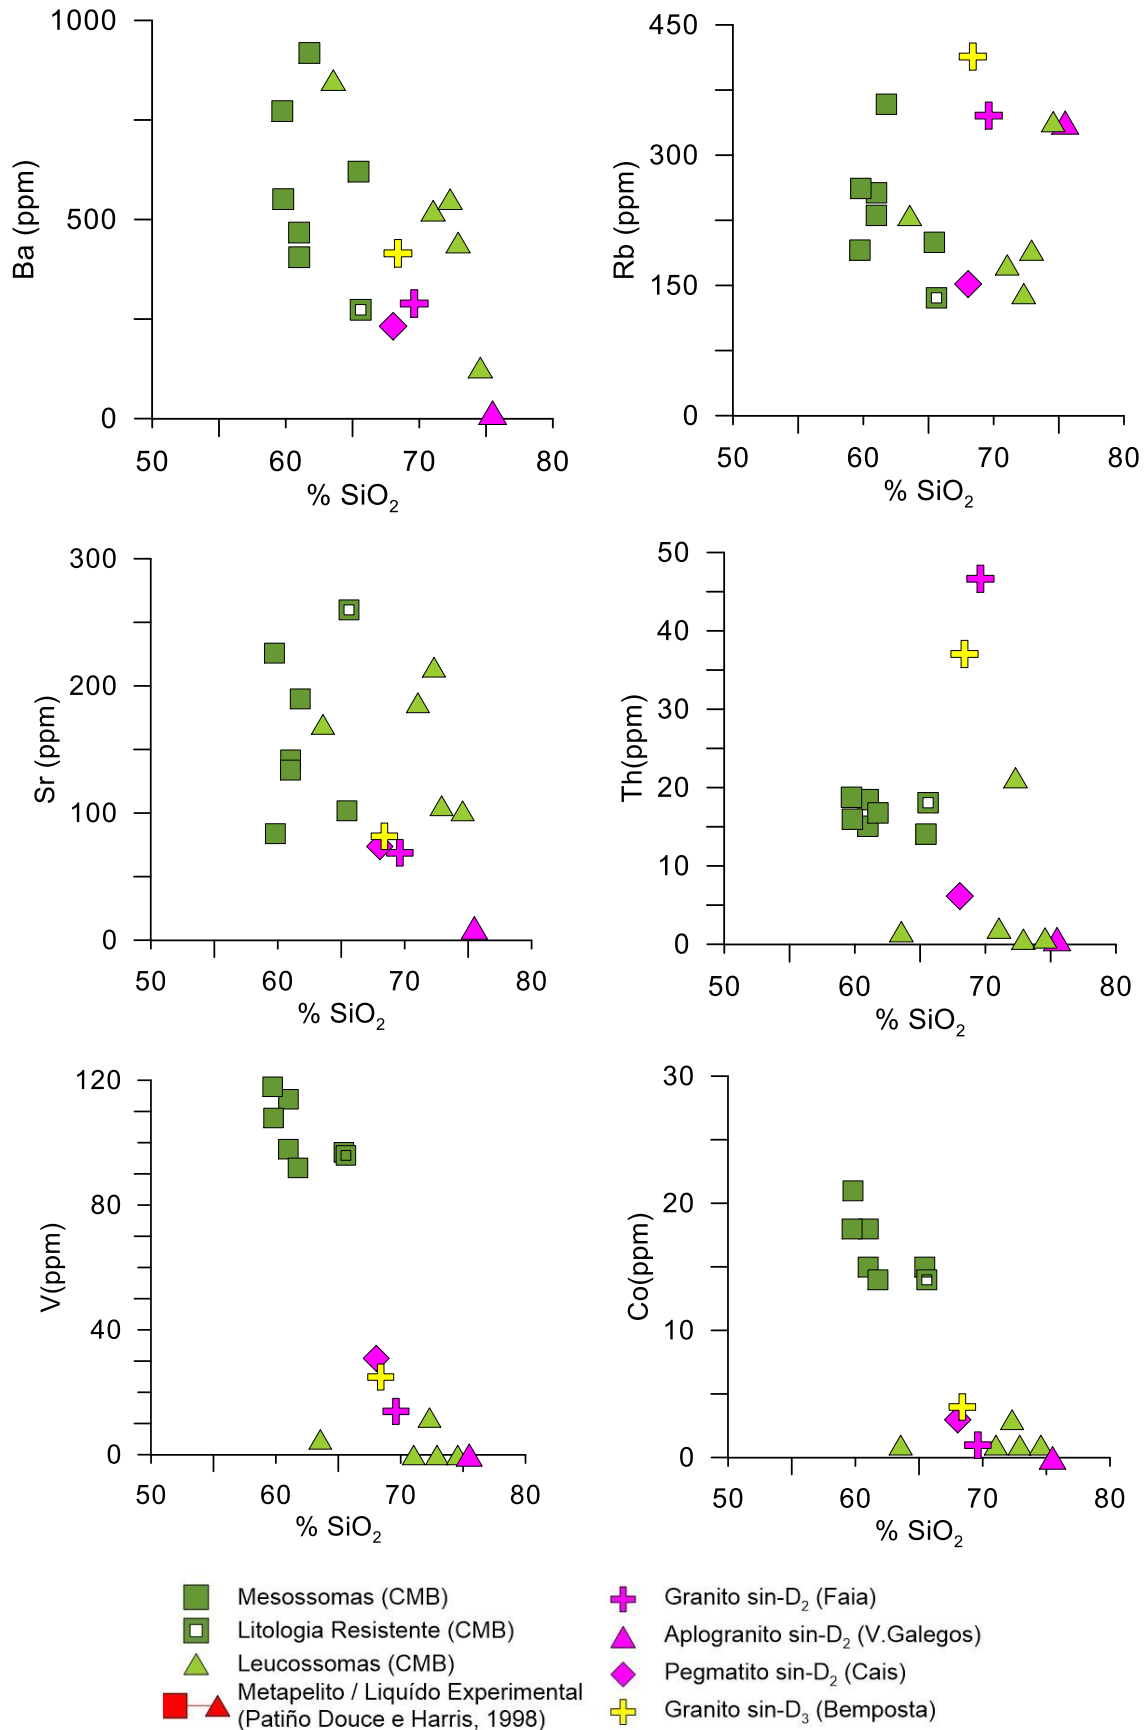 1000
500
0
Ba (ppm)
50 60 70 80
% SiO2
450
300
150
0
Rb (ppm)
50 60 70 80
% SiO2
300
200
100
0
Sr (ppm)
50 60 70 80
% SiO2
50
40
30
20
10
0
Th(ppm)
50 60 70 80
% SiO2
120
80
40
0
V(ppm)
50 60 70 80
% SiO2
30
20
10
0
Co(ppm)
50 60 70 80
% SiO2
Mesossomas (CMB)
Litologia Resistente (CMB)
Leucossomas (CMB)
Metapelito / Liquído Experimental
(Patiño Douce e Harris, 1998)
Granito sin-D2 (Faia)
Aplogranito sin-D2 (V.Galegos)
Pegmatito sin-D2 (Cais)
Granito sin-D3 (Bemposta)